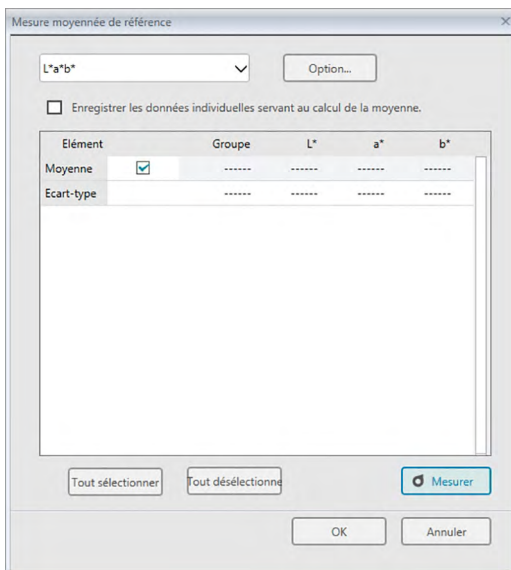 Mesure moyennée de référence
L*a*b*
Option...
Enregistrer les données individuelles servant au calcul de la moyenne.
Elément Groupe L* a* b*
Moyenne ------ ------ ------ ------
Ecart-type ------ ------ ------ ------
Tout sélectionner Tout désélectionne Mesurer
OK Annuler